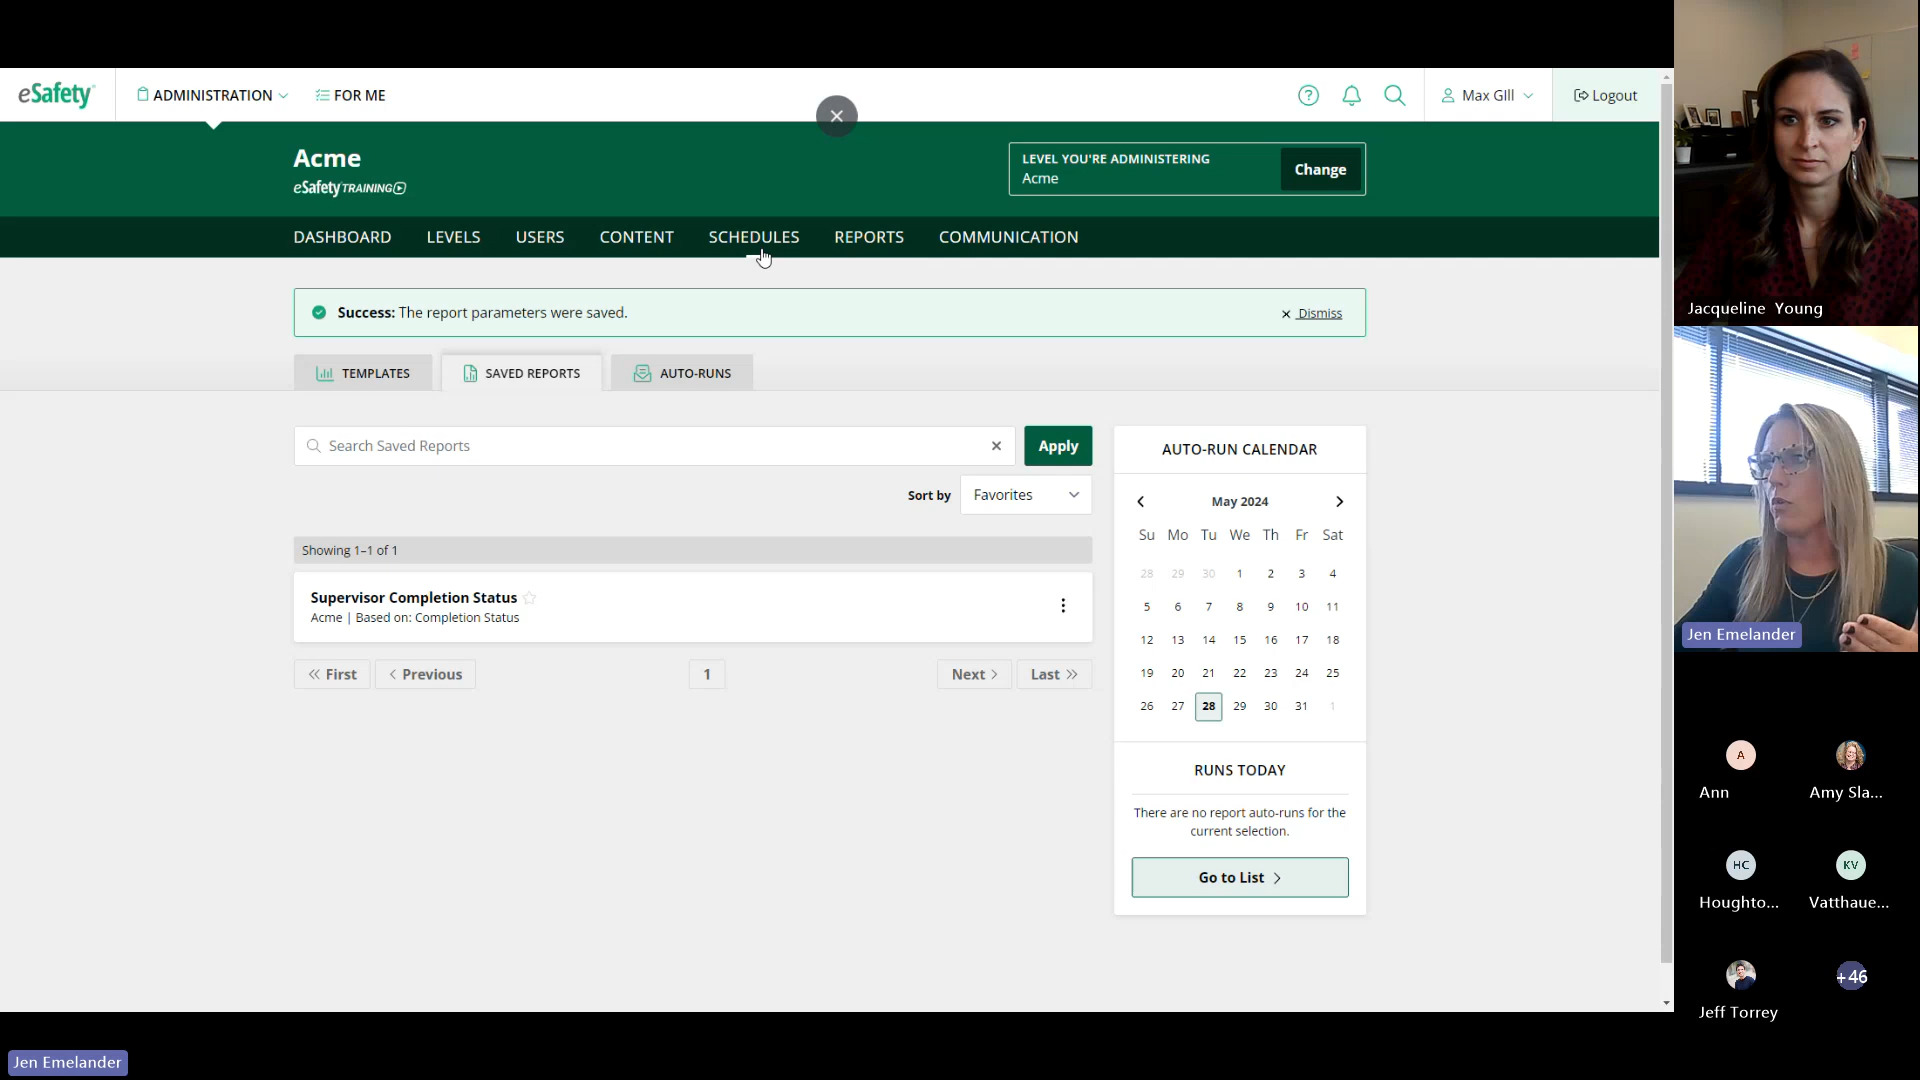 eSafety
ADMINISTRATION
FOR ME
Max GIll
Logout
Acme
eSafety TRAINING
LEVEL YOU'RE ADMINISTERING
Acme
Change
DASHBOARD LEVELS USERS CONTENT SCHEDULES REPORTS COMMUNICATION
Success: The report parameters were saved.
× Dismiss
TEMPLATES
SAVED REPORTS
AUTO-RUNS
Search Saved Reports
Apply
Sort by Favorites
Showing 1–1 of 1
Supervisor Completion Status
Acme | Based on: Completion Status
First
Previous
1
Next
Last
AUTO-RUN CALENDAR
May 2024
Su Mo Tu We Th Fr Sat
28 29 30 1 2 3 4
5 6 7 8 9 10 11
12 13 14 15 16 17 18
19 20 21 22 23 24 25
26 27 28 29 30 31 1
RUNS TODAY
There are no report auto-runs for the
current selection.
Go to List
Jacqueline Young
Jen Emelander
A
Ann
Amy Sla...
HC
Houghto...
KV
Vatthaue...
Jeff Torrey
+46
Jen Emelander